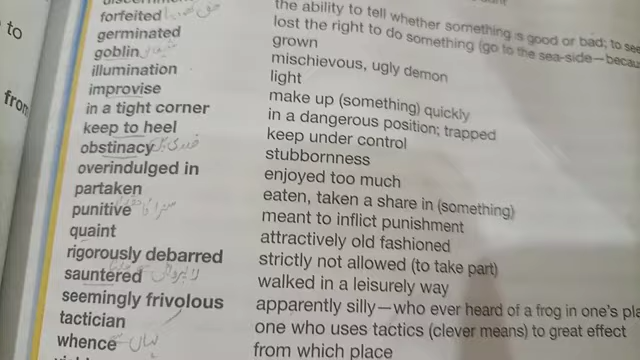 to
from
forfeited
the ability to tell whether something is good or bad; to see
germinated
lost the right to do something (go to the sea-side—becau
goblin
grown
illumination
mischievous, ugly demon
improvise
light
in a tight corner
make up (something) quickly
keep to heel
in a dangerous position; trapped
obstinacy
keep under control
overindulged in
stubbornness
partaken
enjoyed too much
punitive
eaten, taken a share in (something)
quaint
meant to inflict punishment
rigorously debarred
attractively old fashioned
sauntered
strictly not allowed (to take part)
seemingly frivolous
walked in a leisurely way
tactician
apparently silly—who ever heard of a frog in one's pla
whence کہاں
one who uses tactics (clever means) to great effect
from which place